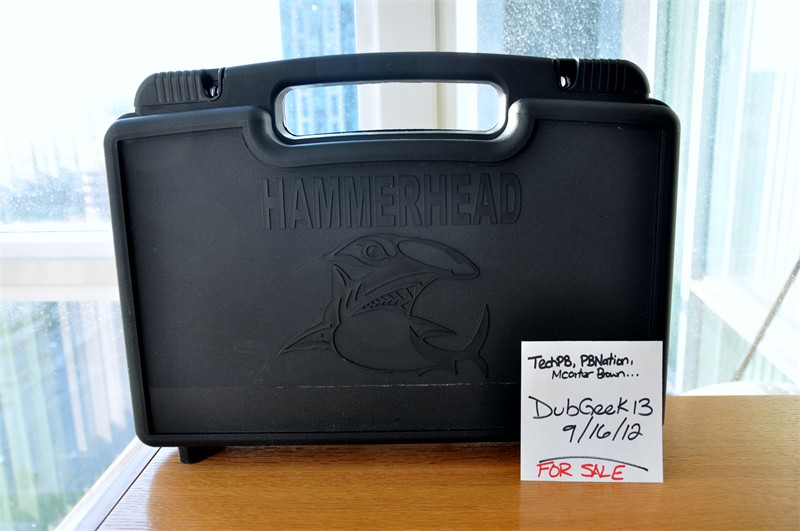 HAMMERHEAD
TechPB, PBNation,
Mcarter Brown...
DubGeek13
9/16/12
FOR SALE